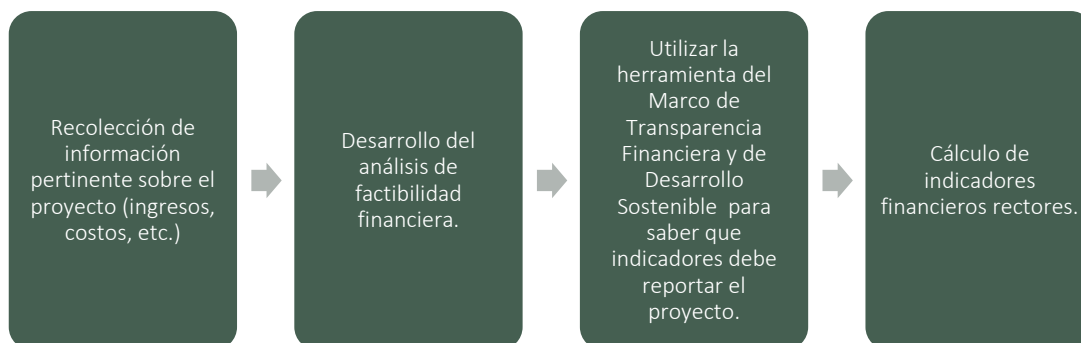 Recolección de
información
pertinente sobre el
proyecto (ingresos,
costos, etc.)
Desarrollo del
análisis de
factibilidad
financiera.
Utilizar la
herramienta del
Marco de
Transparencia
Financiera y de
Desarrollo
Sostenible para
saber que
indicadores debe
reportar el
proyecto.
Cálculo de
indicadores
financieros rectores.